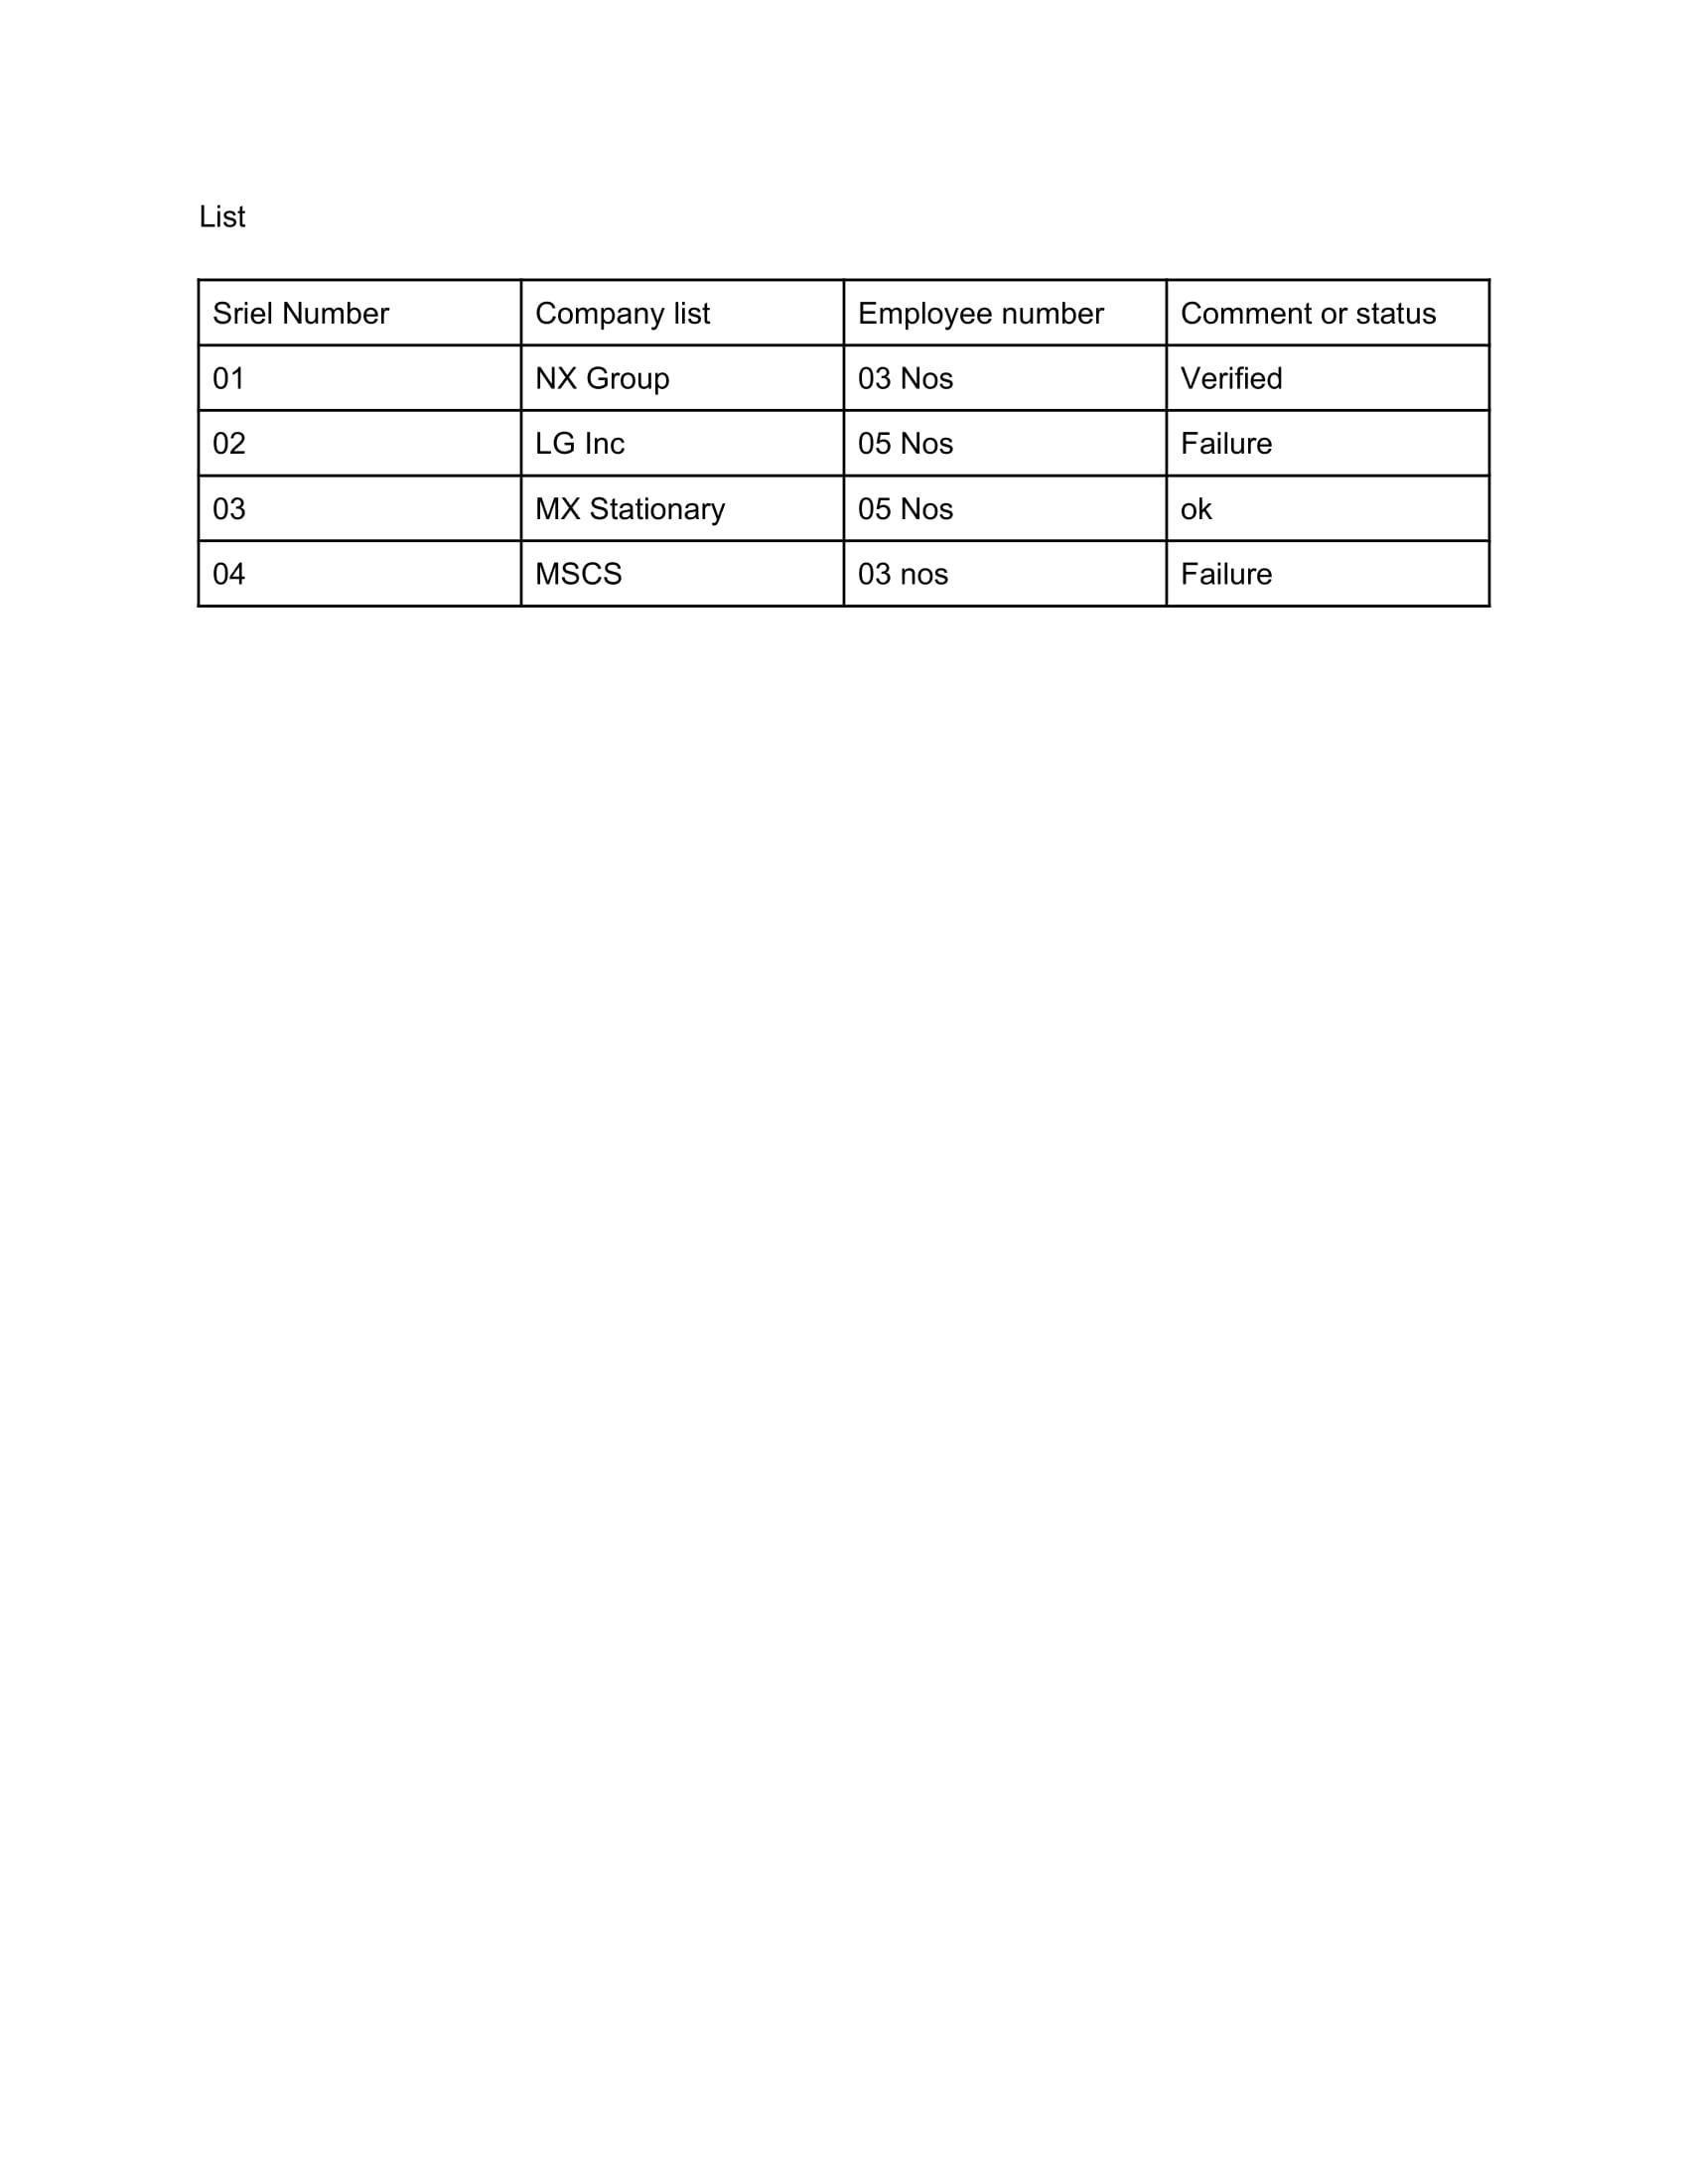 List
Sriel Number Company list Employee number Comment or status
01 NX Group 03 Nos Verified
02 LG Inc 05 Nos Failure
03 MX Stationary 05 Nos ok
04 MSCS 03 nos Failure